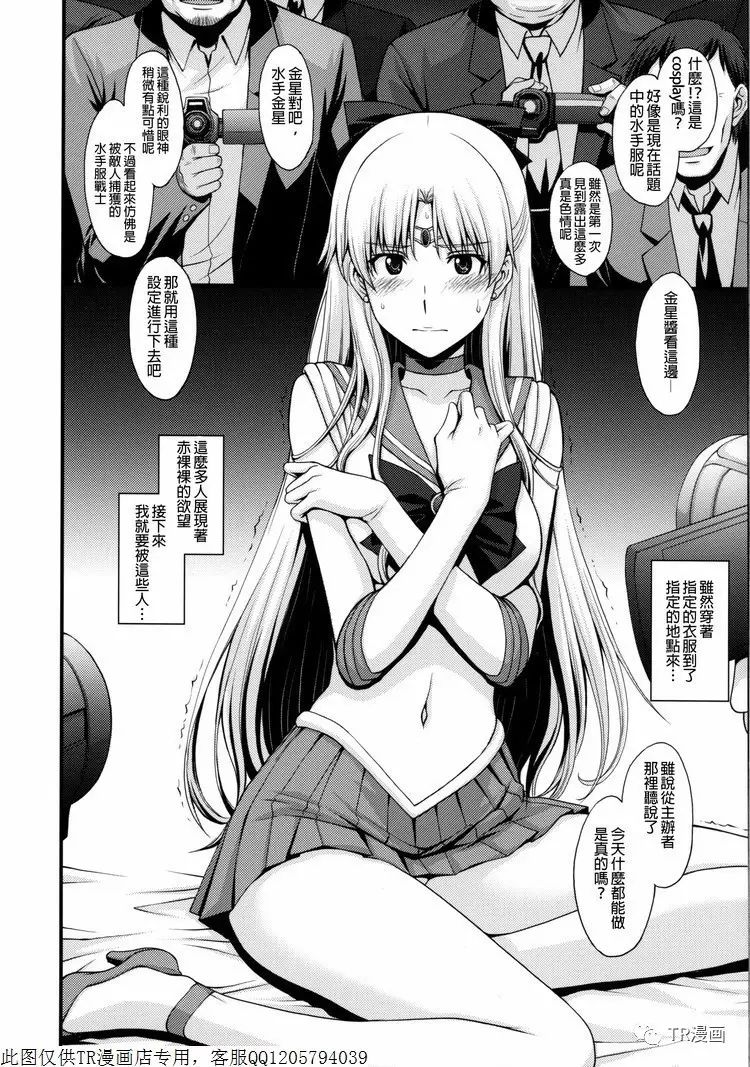 什麼!?這是
cosplay嗎？
好像是現在話題
中的水手服呢
金星對吧，
水手金星
這種銳利的眼神
稍微有點可惜呢
不過看起來仿佛是
被敵人捕獲的
水手服戰士
雖然是第一次
見到露出這麼多
真是色情呢
金星醬看這邊—
那就用這種
設定進行下去吧
雖然穿著
指定的衣服到了
指定的地點來…
這麼多人展現著
赤裸裸的欲望
接下來
我就要被這些人…
雖說從主辦者
那裡聽說了
今天什麼都能做
是真的嗎？
TR漫画
此图仅供TR漫画店专用，客服QQ1205794039